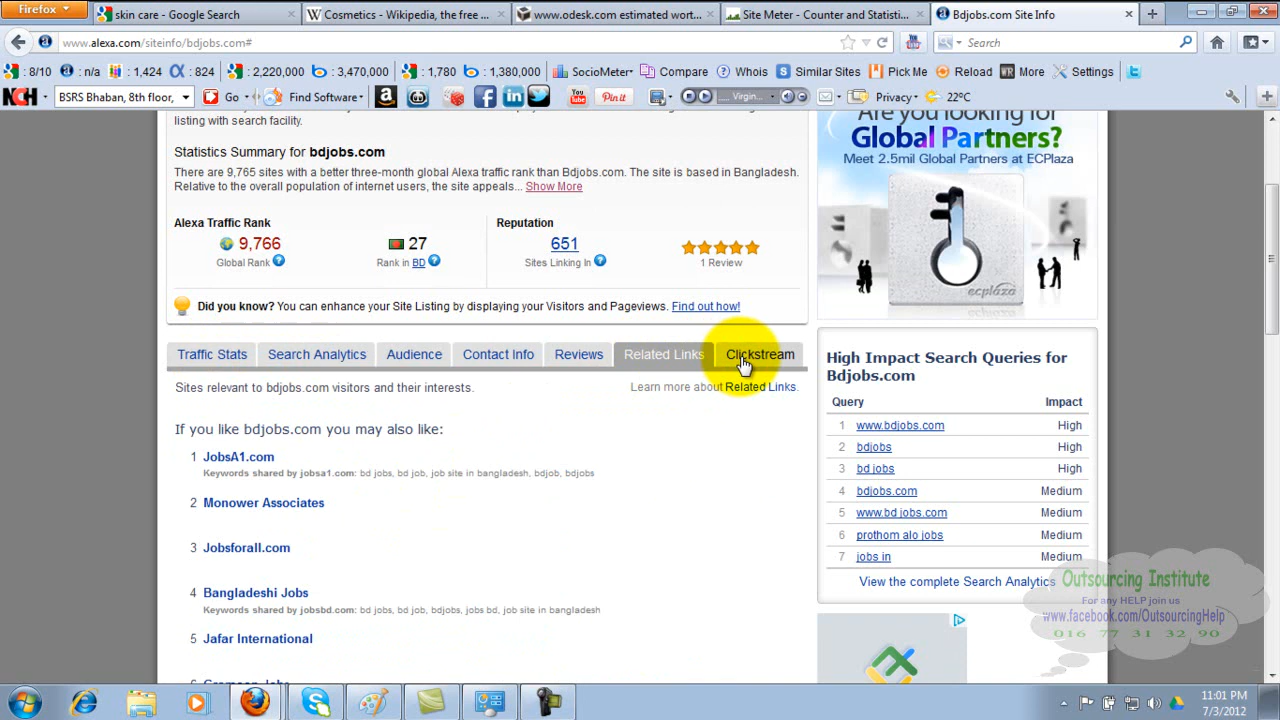 Firefox
skin care - Google Search
Cosmetics - Wikipedia, the free ...
www.odesk.com estimated wort...
Site Meter - Counter and Statisti...
Bdjobs.com Site Info
www.alexa.com/siteinfo/bdjobs.com#
Search
: 8/10 : n/a : 1,424 : 824 : 2,220,000 : 3,470,000 : 1,780 : 1,380,000 SocioMeter Compare Whois Similar Sites Pick Me Reload WR More Settings
NCH BSRS Bhaban, 8th floor, Go Find Software Pin it Virgin... Privacy 22°C
listing with search facility.
Statistics Summary for bdjobs.com
There are 9,765 sites with a better three-month global Alexa traffic rank than Bdjobs.com. The site is based in Bangladesh.
Relative to the overall population of internet users, the site appeals... Show More
Alexa Traffic Rank
9,766
Global Rank
27
Rank in BD
Reputation
651
Sites Linking In
1 Review
Did you know? You can enhance your Site Listing by displaying your Visitors and Pageviews. Find out how!
Traffic Stats Search Analytics Audience Contact Info Reviews Related Links Clickstream
Sites relevant to bdjobs.com visitors and their interests.
Learn more about Related Links.
If you like bdjobs.com you may also like:
1 JobsA1.com
Keywords shared by jobsa1.com: bd jobs, bd job, job site in bangladesh, bdjob, bdjobs
2 Monower Associates
3 Jobsforall.com
4 Bangladeshi Jobs
Keywords shared by jobsbd.com: bd jobs, bd job, bdjobs, jobs bd, job site in bangladesh
5 Jafar International
Are you looking for
Global Partners?
Meet 2.5mil Global Partners at ECPlaza
ecplaza
High Impact Search Queries for
Bdjobs.com
Query Impact
1 www.bdjobs.com High
2 bdjobs High
3 bd jobs High
4 bdjobs.com Medium
5 www.bd jobs.com Medium
6 prothom alo jobs Medium
7 jobs in Medium
View the complete Search Analytics
Outsourcing Institute
For any HELP join us
www.facebook.com/OutsourcingHelp
016 77 31 32 90
11:01 PM
7/3/2012